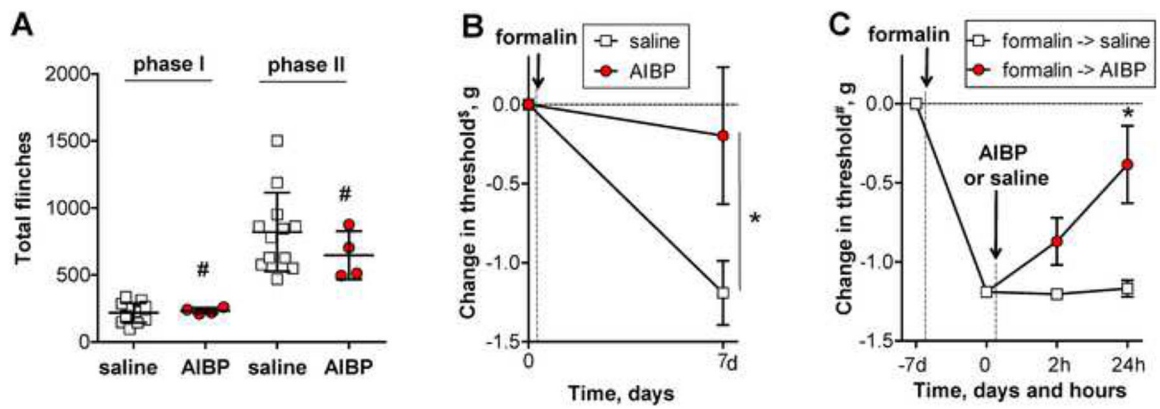 A
phase I
phase II
2000
1500
1000
500
0
Total flinches
#
#
saline
AIBP
saline
AIBP
B
formalin
saline
AIBP
0.0
-0.5
-1.0
-1.5
Change in threshold$, g
*
0
7d
Time, days
C
formalin
formalin -> saline
formalin -> AIBP
0.0
-0.5
-1.0
-1.5
Change in threshold#, g
AIBP
or saline
*
-7d
0
2h
24h
Time, days and hours